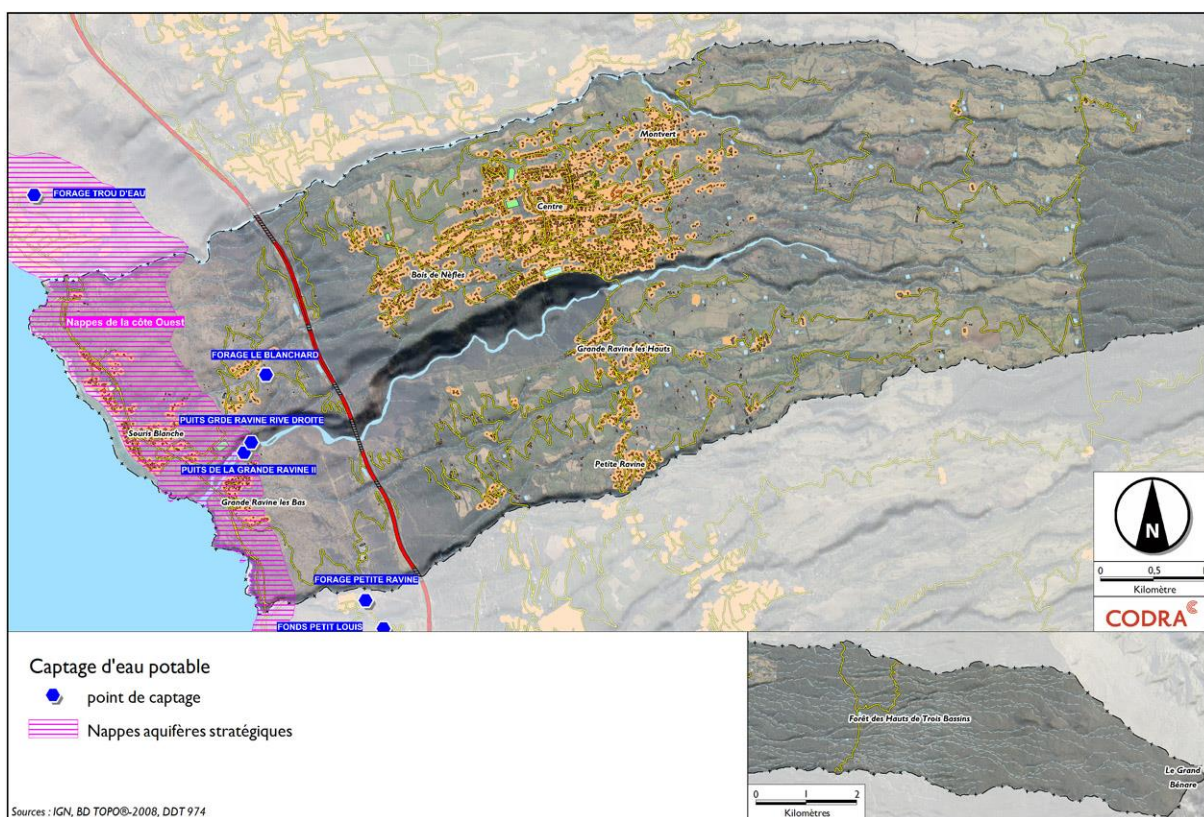 Montvert
FORAGE TROU D'EAU
Centre
Bois de Nèfles
Nappes de la côte Ouest
FORAGE LE BLANCHARD
Grande Ravine les Hauts
PUITS GRDE RAVINE RIVE DROITE
Souris Blanche
PUITS DE LA GRANDE RAVINE II
Petite Ravine
Grande Ravine les Bas
N
0 0,5 1
Kilomètre
FORAGE PETITE RAVINE
FONDS PETIT LOUIS
CODRA
Captage d'eau potable
point de captage
Nappes aquifères stratégiques
Forêt des Hauts de Trois Bassins
Le Grand
Bénare
0 1 2
Kilomètres
Sources : IGN, BD TOPO®-2008, DDT 974